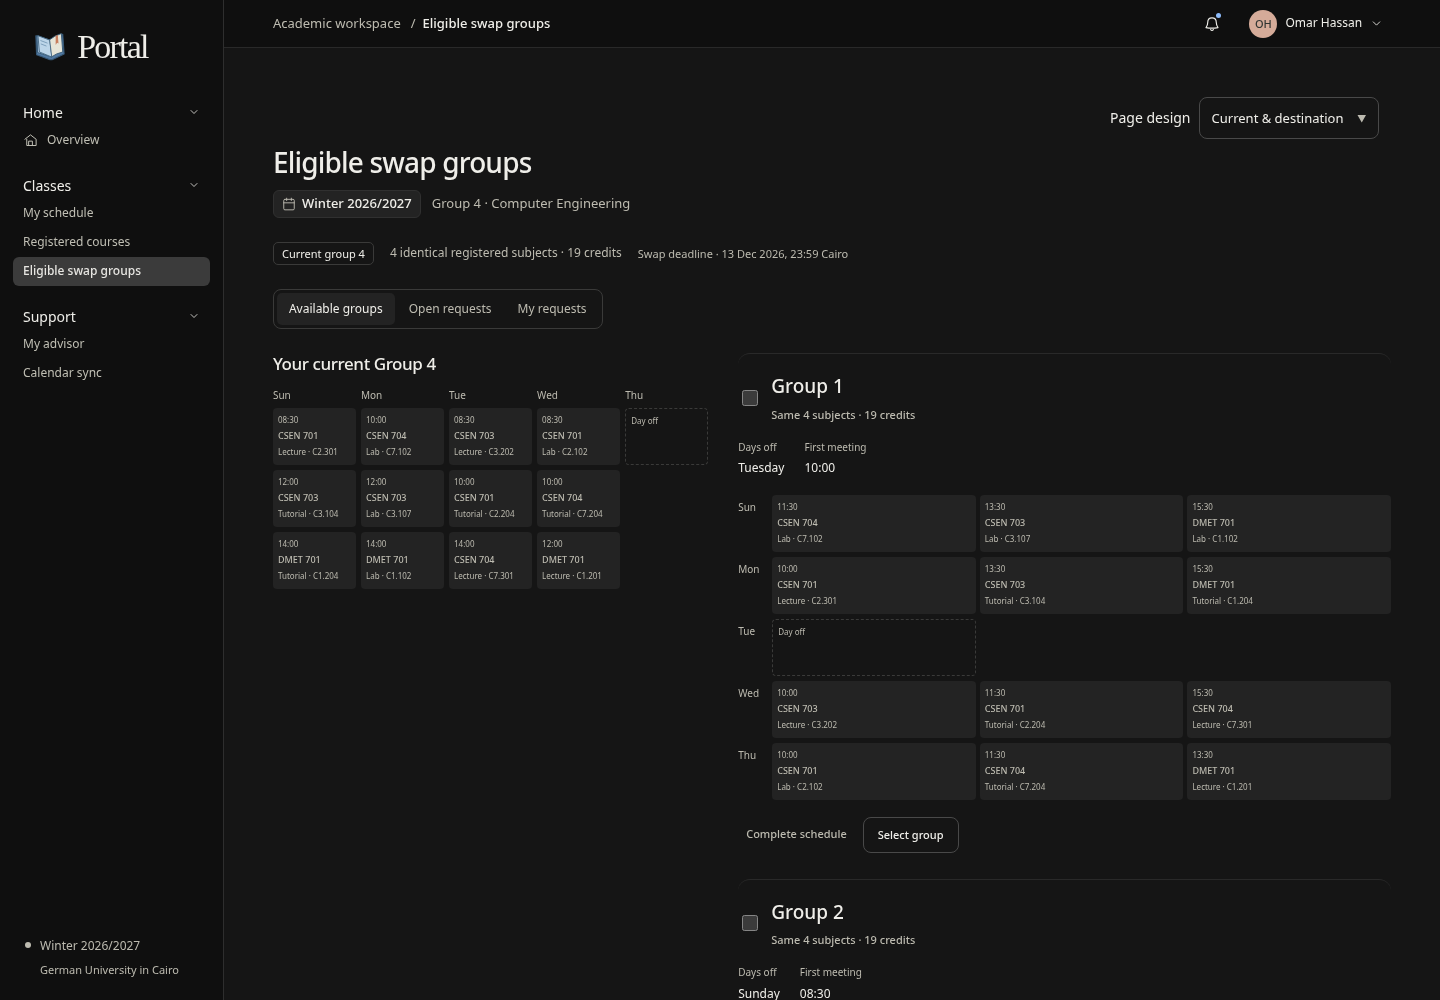 Portal
Home
Overview
Classes
My schedule
Registered courses
Eligible swap groups
Support
My advisor
Calendar sync
Winter 2026/2027
German University in Cairo
Academic workspace / Eligible swap groups
OH Omar Hassan
Page design Current & destination
Eligible swap groups
Winter 2026/2027 Group 4 · Computer Engineering
Current group 4 4 identical registered subjects · 19 credits Swap deadline · 13 Dec 2026, 23:59 Cairo
Available groups Open requests My requests
Your current Group 4
Sun Mon Tue Wed Thu
08:30 10:00 08:30 08:30 Day off
CSEN 701 CSEN 704 CSEN 703 CSEN 701
Lecture · C2.301 Lab · C7.102 Lecture · C3.202 Lab · C2.102
12:00 12:00 10:00 10:00
CSEN 703 CSEN 703 CSEN 701 CSEN 704
Tutorial · C3.104 Lab · C3.107 Tutorial · C2.204 Tutorial · C7.204
14:00 14:00 14:00 12:00
DMET 701 DMET 701 CSEN 704 DMET 701
Tutorial · C1.204 Lab · C1.102 Lecture · C7.301 Lecture · C1.201
Group 1
Same 4 subjects · 19 credits
Days off First meeting
Tuesday 10:00
Sun 11:30 13:30 15:30
CSEN 704 CSEN 703 DMET 701
Lab · C7.102 Lab · C3.107 Lab · C1.102
Mon 10:00 13:30 15:30
CSEN 701 CSEN 703 DMET 701
Lecture · C2.301 Tutorial · C3.104 Tutorial · C1.204
Tue Day off
Wed 10:00 11:30 15:30
CSEN 703 CSEN 701 CSEN 704
Lecture · C3.202 Tutorial · C2.204 Lecture · C7.301
Thu 10:00 11:30 13:30
CSEN 701 CSEN 704 DMET 701
Lab · C2.102 Tutorial · C7.204 Lecture · C1.201
Complete schedule Select group
Group 2
Same 4 subjects · 19 credits
Days off First meeting
Sunday 08:30